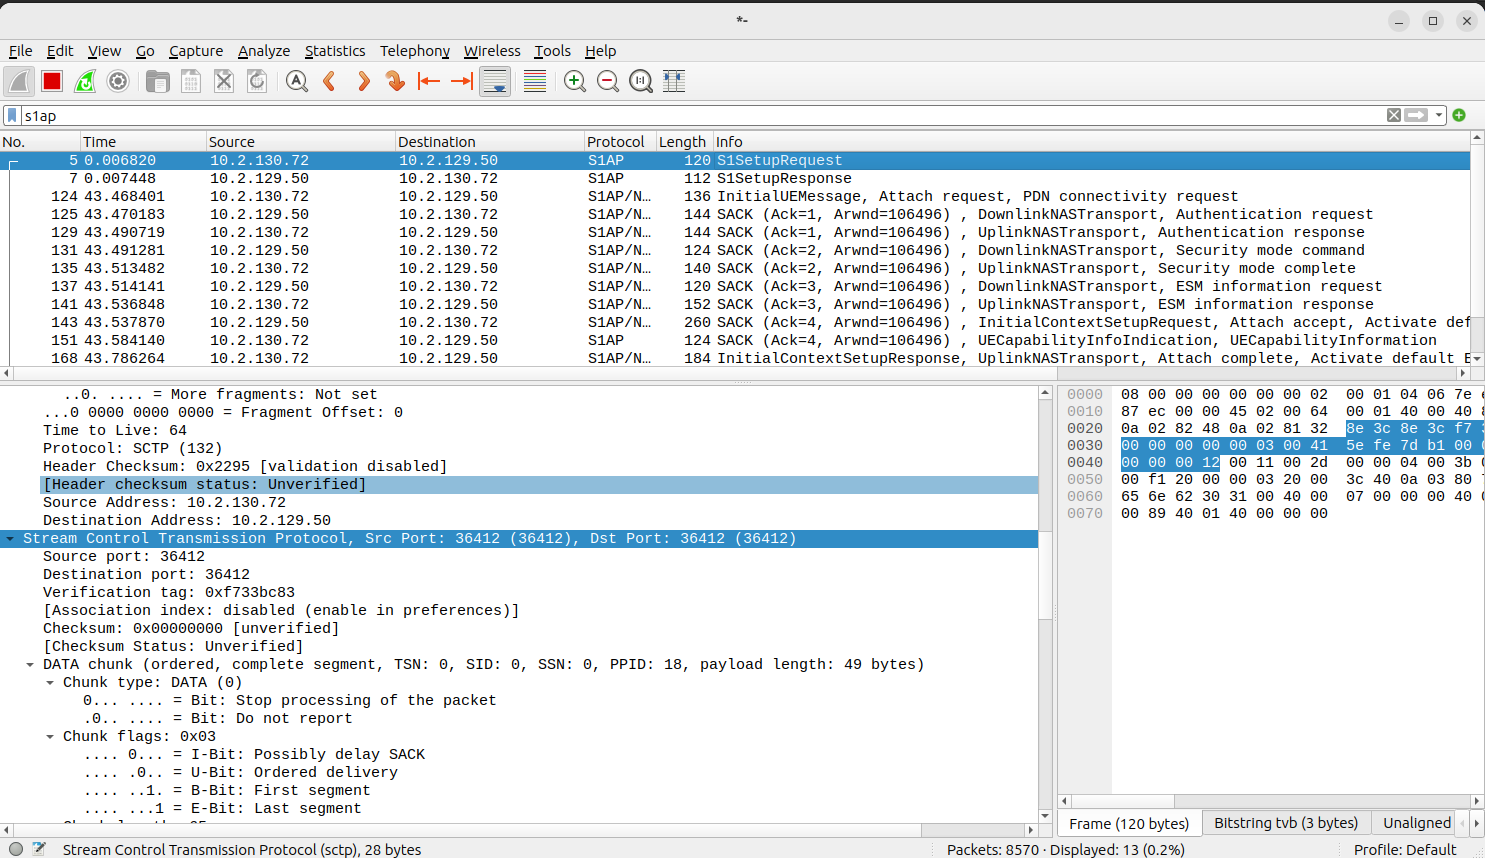 *-
File Edit View Go Capture Analyze Statistics Telephony Wireless Tools Help
s1ap
No. Time Source Destination Protocol Length Info
5 0.006820 10.2.130.72 10.2.129.50 S1AP 120 S1SetupRequest
7 0.007448 10.2.129.50 10.2.130.72 S1AP 112 S1SetupResponse
124 43.468401 10.2.130.72 10.2.129.50 S1AP/N… 136 InitialUEMessage, Attach request, PDN connectivity request
125 43.470183 10.2.129.50 10.2.130.72 S1AP/N… 144 SACK (Ack=1, Arwnd=106496) , DownlinkNASTransport, Authentication request
129 43.490719 10.2.130.72 10.2.129.50 S1AP/N… 144 SACK (Ack=1, Arwnd=106496) , UplinkNASTransport, Authentication response
131 43.491281 10.2.129.50 10.2.130.72 S1AP/N… 124 SACK (Ack=2, Arwnd=106496) , DownlinkNASTransport, Security mode command
135 43.513482 10.2.130.72 10.2.129.50 S1AP/N… 140 SACK (Ack=2, Arwnd=106496) , UplinkNASTransport, Security mode complete
137 43.514141 10.2.129.50 10.2.130.72 S1AP/N… 120 SACK (Ack=3, Arwnd=106496) , DownlinkNASTransport, ESM information request
141 43.536848 10.2.130.72 10.2.129.50 S1AP/N… 152 SACK (Ack=3, Arwnd=106496) , UplinkNASTransport, ESM information response
143 43.537870 10.2.129.50 10.2.130.72 S1AP/N… 260 SACK (Ack=4, Arwnd=106496) , InitialContextSetupRequest, Attach accept, Activate def
151 43.584140 10.2.130.72 10.2.129.50 S1AP 124 SACK (Ack=4, Arwnd=106496) , UECapabilityInfoIndication, UECapabilityInformation
168 43.786264 10.2.130.72 10.2.129.50 S1AP/N… 184 InitialContextSetupResponse, UplinkNASTransport, Attach complete, Activate default E
..0. .... = More fragments: Not set
...0 0000 0000 0000 = Fragment Offset: 0
Time to Live: 64
Protocol: SCTP (132)
Header Checksum: 0x2295 [validation disabled]
[Header checksum status: Unverified]
Source Address: 10.2.130.72
Destination Address: 10.2.129.50
Stream Control Transmission Protocol, Src Port: 36412 (36412), Dst Port: 36412 (36412)
Source port: 36412
Destination port: 36412
Verification tag: 0xf733bc83
[Association index: disabled (enable in preferences)]
Checksum: 0x00000000 [unverified]
[Checksum Status: Unverified]
DATA chunk (ordered, complete segment, TSN: 0, SID: 0, SSN: 0, PPID: 18, payload length: 49 bytes)
Chunk type: DATA (0)
0... .... = Bit: Stop processing of the packet
.0.. .... = Bit: Do not report
Chunk flags: 0x03
.... 0... = I-Bit: Possibly delay SACK
.... .0.. = U-Bit: Ordered delivery
.... ..1. = B-Bit: First segment
.... ...1 = E-Bit: Last segment
0000 08 00 00 00 00 00 00 02 00 01 04 06 7e
0010 87 ec 00 00 45 02 00 64 00 01 40 00 40
0020 0a 02 82 48 0a 02 81 32 8e 3c 8e 3c f7
0030 00 00 00 00 00 03 00 41 5e fe 7d b1 00
0040 00 00 00 12 00 11 00 2d 00 00 04 00 3b
0050 00 f1 20 00 00 03 20 00 3c 40 0a 03 80
0060 65 6e 62 30 31 00 40 00 07 00 00 00 40
0070 00 89 40 01 40 00 00 00
Frame (120 bytes) Bitstring tvb (3 bytes) Unaligned
Stream Control Transmission Protocol (sctp), 28 bytes Packets: 8570 · Displayed: 13 (0.2%) Profile: Default